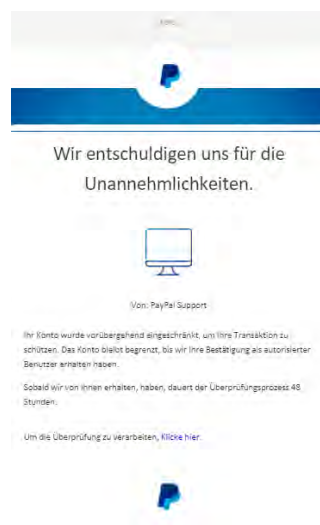 Wir entschuldigen uns für die
Unannehmlichkeiten.
Von: PayPal Support
Ihr Konto wurde vorübergehend eingeschränkt, um Ihre Transaktion zu
schützen. Das Konto bleibt begrenzt, bis wir Ihre Bestätigung als autorisierter
Benutzer erhalten haben.
Sobald wir von Ihnen erhalten, haben, dauert der Überprüfungsprozess 48
Stunden.
Um die Überprüfung zu verarbeiten, Klicke hier.